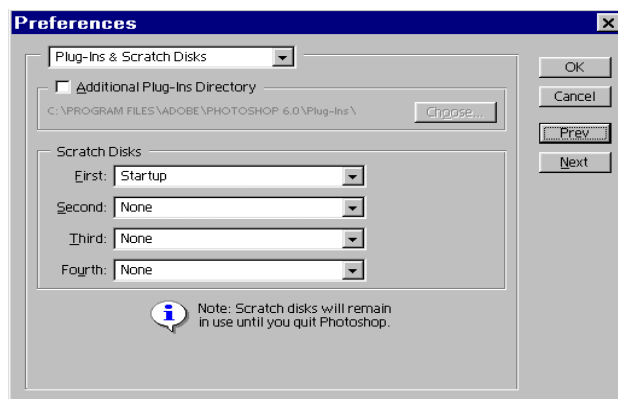 Preferences
Plug-Ins & Scratch Disks
OK
Additional Plug-Ins Directory
Cancel
C:\PROGRAM FILES\ADOBE\PHOTOSHOP 6.0\Plug-Ins\
Choose...
Prev
Scratch Disks
Next
First: Startup
Second: None
Third: None
Fourth: None
Note: Scratch disks will remain
in use until you quit Photoshop.